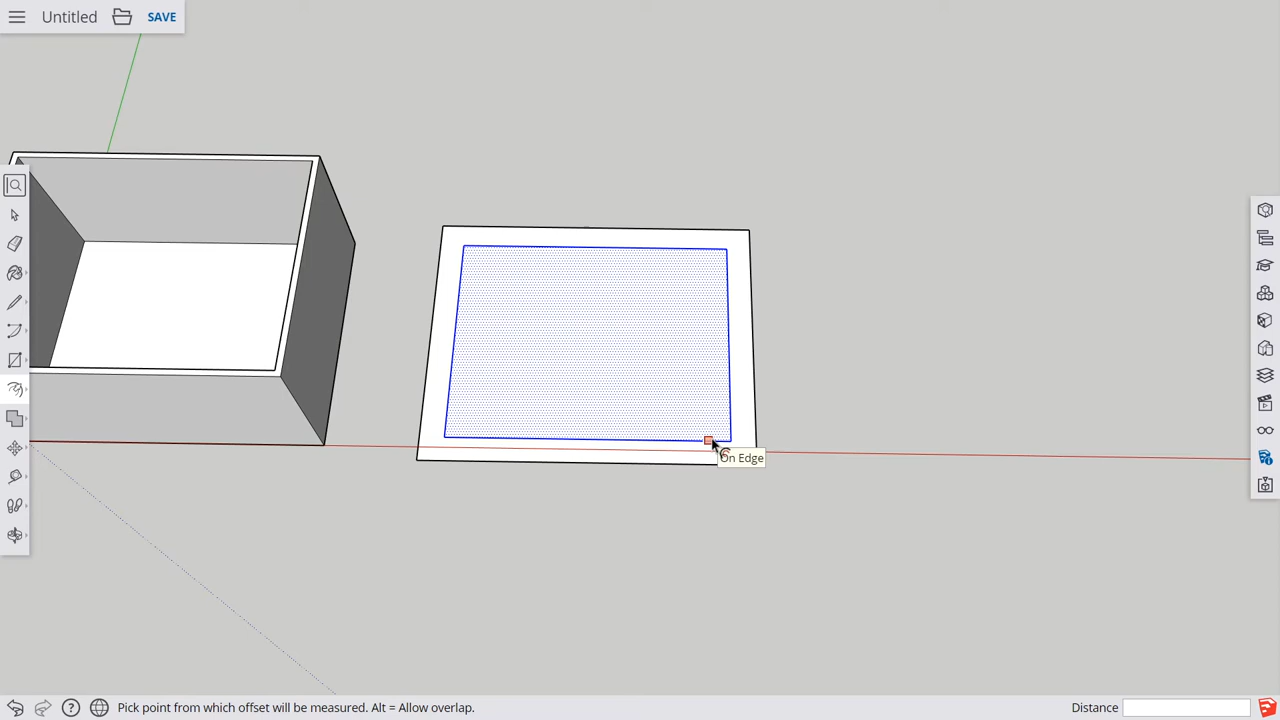 Untitled
SAVE
On Edge
Pick point from which offset will be measured. Alt = Allow overlap.
Distance